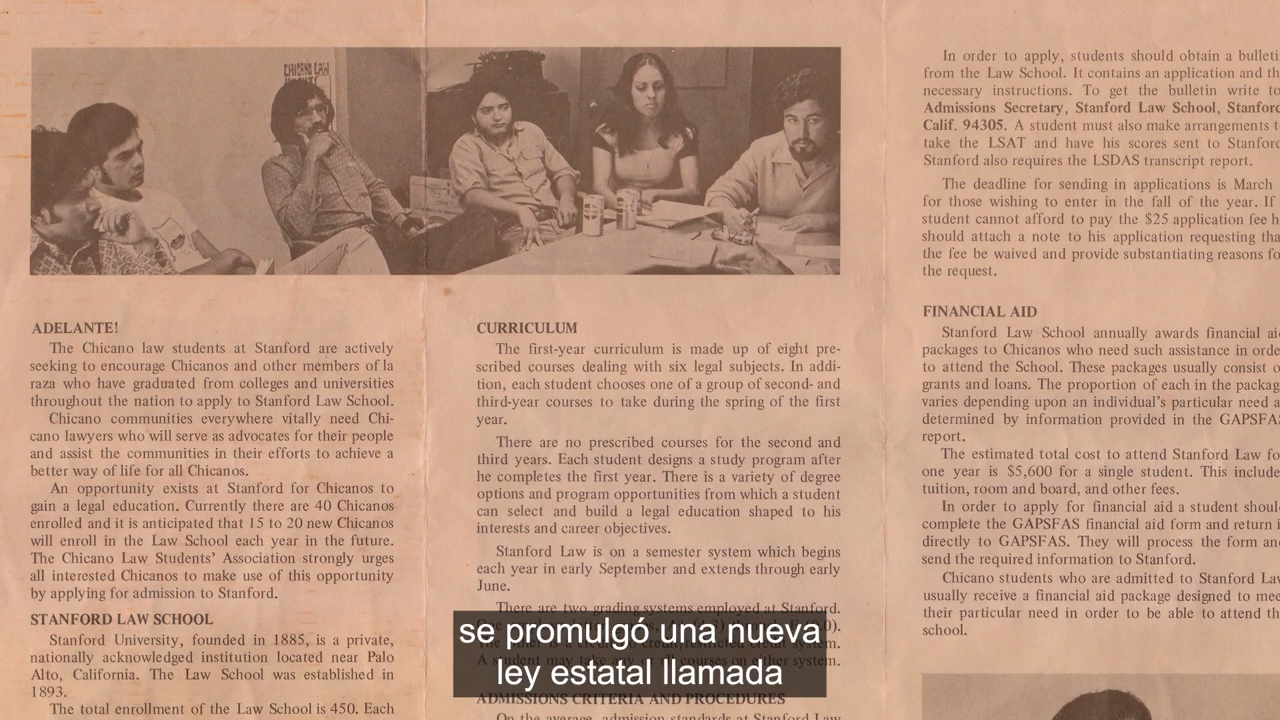 CHICANO LAW
ADELANTE!
The Chicano law students at Stanford are actively
seeking to encourage Chicanos and other members of la
raza who have graduated from colleges and universities
throughout the nation to apply to Stanford Law School.
Chicano communities everywhere vitally need Chi-
cano lawyers who will serve as advocates for their people
and assist the communities in their efforts to achieve a
better way of life for all Chicanos.
An opportunity exists at Stanford for Chicanos to
gain a legal education. Currently there are 40 Chicanos
enrolled and it is anticipated that 15 to 20 new Chicanos
will enroll in the Law School each year in the future.
The Chicano Law Students' Association strongly urges
all interested Chicanos to make use of this opportunity
by applying for admission to Stanford.
STANFORD LAW SCHOOL
Stanford University, founded in 1885, is a private,
nationally acknowledged institution located near Palo
Alto, California. The Law School was established in
1893.
The total enrollment of the Law School is 450. Each
CURRICULUM
The first-year curriculum is made up of eight pre-
scribed courses dealing with six legal subjects. In addi-
tion, each student chooses one of a group of second- and
third-year courses to take during the spring of the first
year.
There are no prescribed courses for the second and
third years. Each student designs a study program after
he completes the first year. There is a variety of degree
options and program opportunities from which a student
can select and build a legal education shaped to his
interests and career objectives.
Stanford Law is on a semester system which begins
each year in early September and extends through early
June.
There are two grading systems employed at Stanford.
system.
A student may take any or all courses on either system.
ADMISSIONS CRITERIA AND PROCEDURES
On the average, admission standards at Stanford Law
In order to apply, students should obtain a
from the Law School. It contains an application and
necessary instructions. To get the bulletin write
Admissions Secretary, Stanford Law School,
Calif. 94305. A student must also make arrangements
take the LSAT and have his scores sent to
Stanford also requires the LSDAS transcript report.
The deadline for sending in applications is March
for those wishing to enter in the fall of the year. If
student cannot afford to pay the $25 application fee
should attach a note to his application requesting
the fee be waived and provide substantiating reasons
the request.
FINANCIAL AID
Stanford Law School annually awards financial
packages to Chicanos who need such assistance in
to attend the School. These packages usually consist
grants and loans. The proportion of each in the
varies depending upon an individual's particular need
determined by information provided in the
report.
The estimated total cost to attend Stanford Law
one year is $5,600 for a single student. This
tuition, room and board, and other fees.
In order to apply for financial aid a student
complete the GAPSFAS financial aid form and return
directly to GAPSFAS. They will process the form
send the required information to Stanford.
Chicano students who are admitted to Stanford
usually receive a financial aid package designed to
their particular need in order to be able to attend
school.
se promulgó una nueva
ley estatal llamada